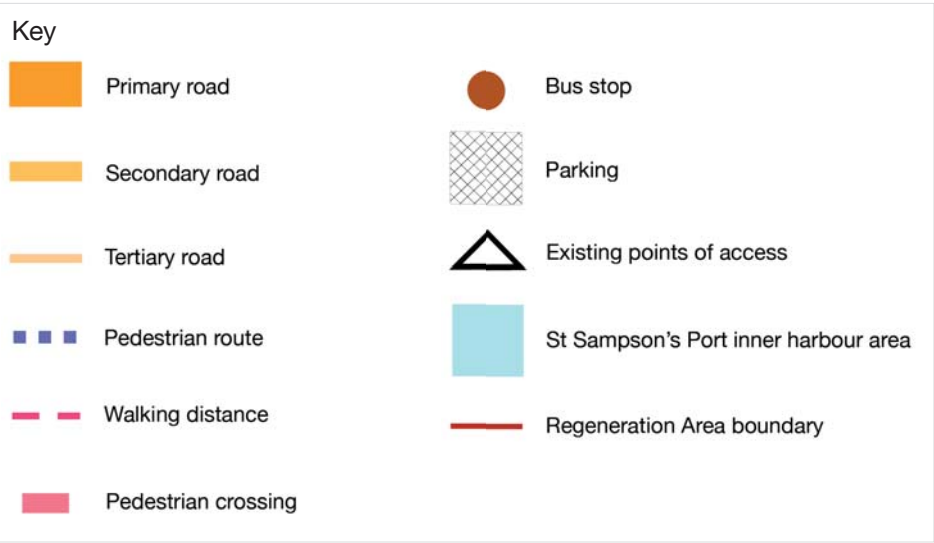 Key
Primary road
Secondary road
Tertiary road
Pedestrian route
Walking distance
Pedestrian crossing
Bus stop
Parking
Existing points of access
St Sampson's Port inner harbour area
Regeneration Area boundary